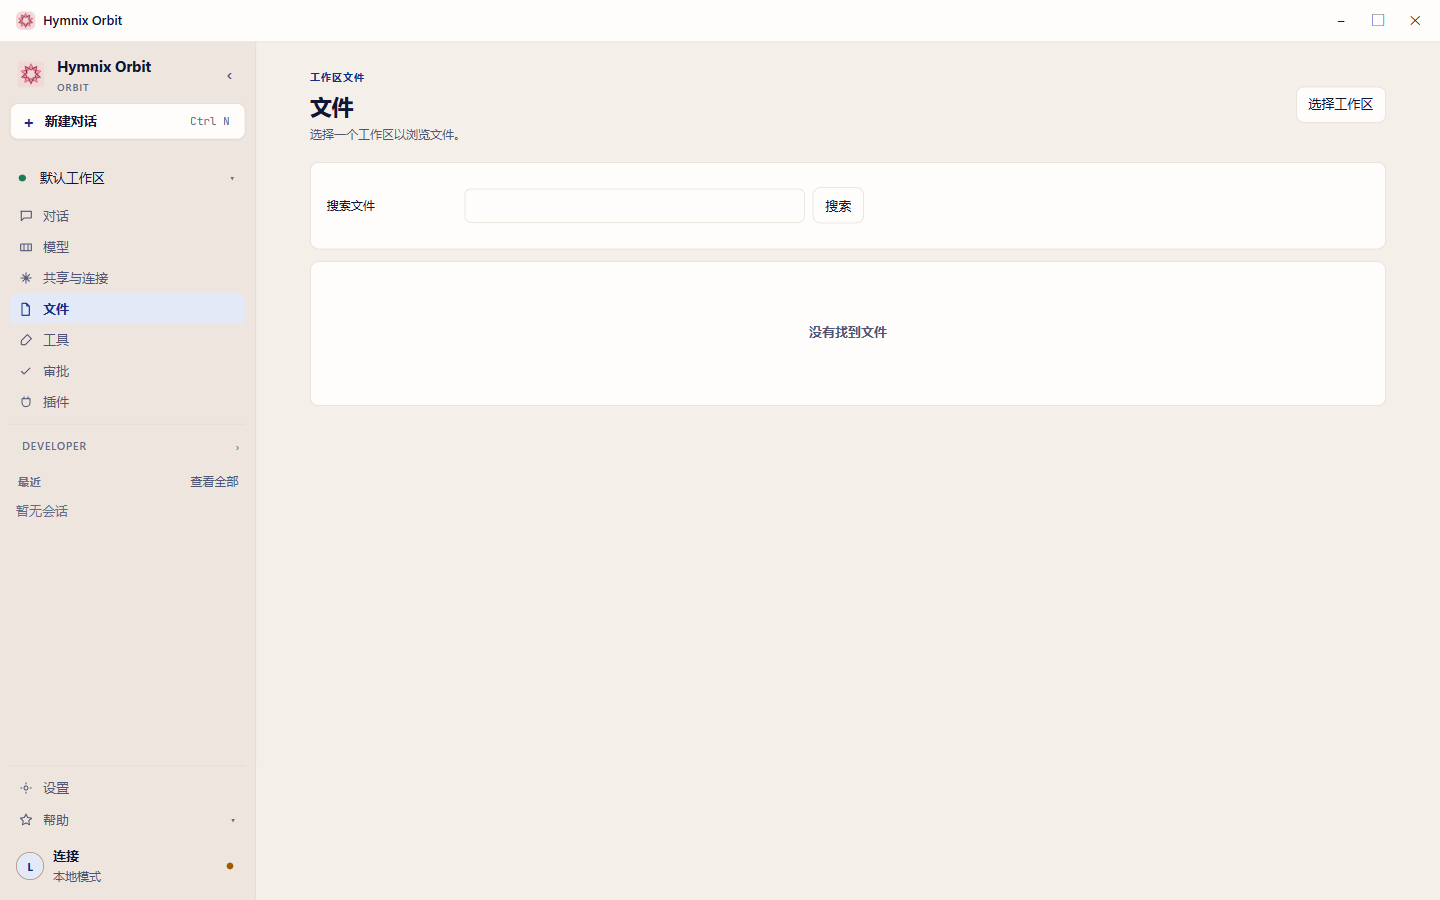 Hymnix Orbit
Hymnix Orbit
ORBIT
新建对话 Ctrl N
默认工作区
对话
模型
共享与连接
文件
工具
审批
插件
DEVELOPER
最近 查看全部
暂无会话
设置
帮助
L
连接
本地模式
工作区文件
文件
选择一个工作区以浏览文件。
选择工作区
搜索文件 搜索
没有找到文件